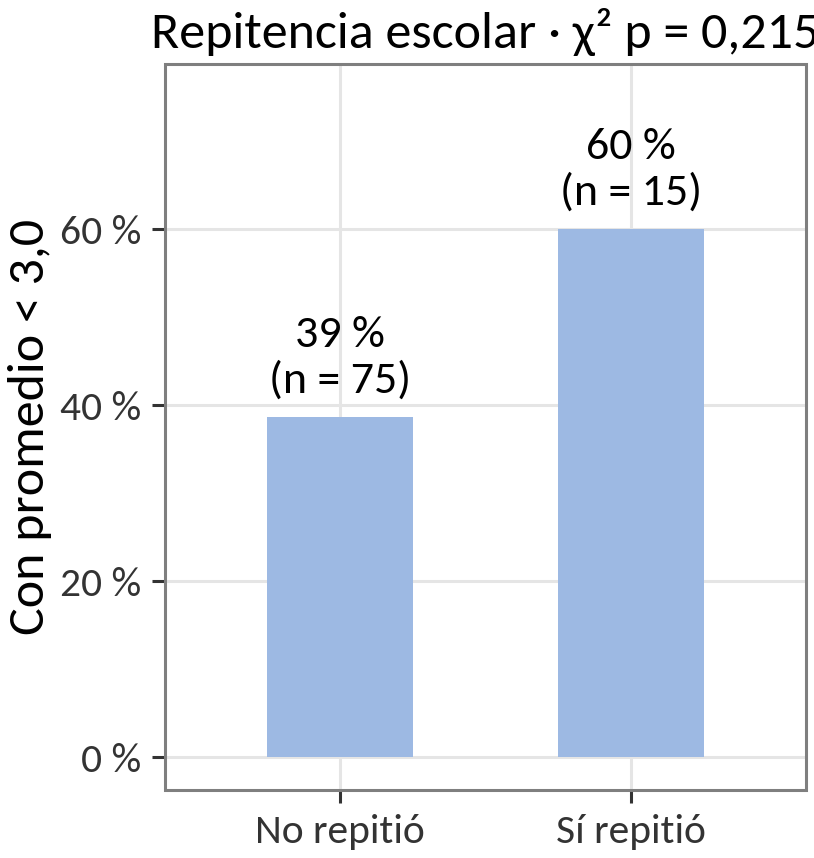 Repitencia escolar · χ² p = 0,215
Con promedio < 3,0
60 %
40 %
20 %
0 %
39 %
(n = 75)
60 %
(n = 15)
No repitió
Sí repitió